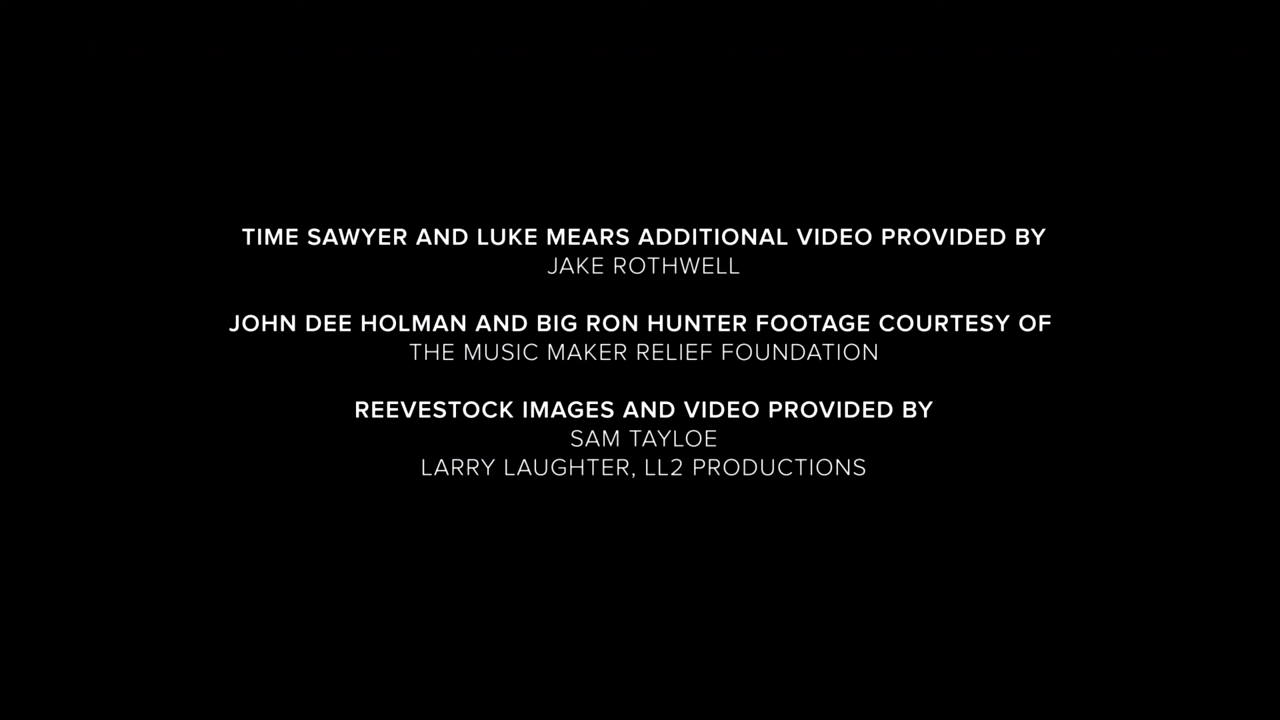 TIME SAWYER AND LUKE MEARS ADDITIONAL VIDEO PROVIDED BY
JAKE ROTHWELL
JOHN DEE HOLMAN AND BIG RON HUNTER FOOTAGE COURTESY OF
THE MUSIC MAKER RELIEF FOUNDATION
REEVESTOCK IMAGES AND VIDEO PROVIDED BY
SAM TAYLOE
LARRY LAUGHTER, LL2 PRODUCTIONS